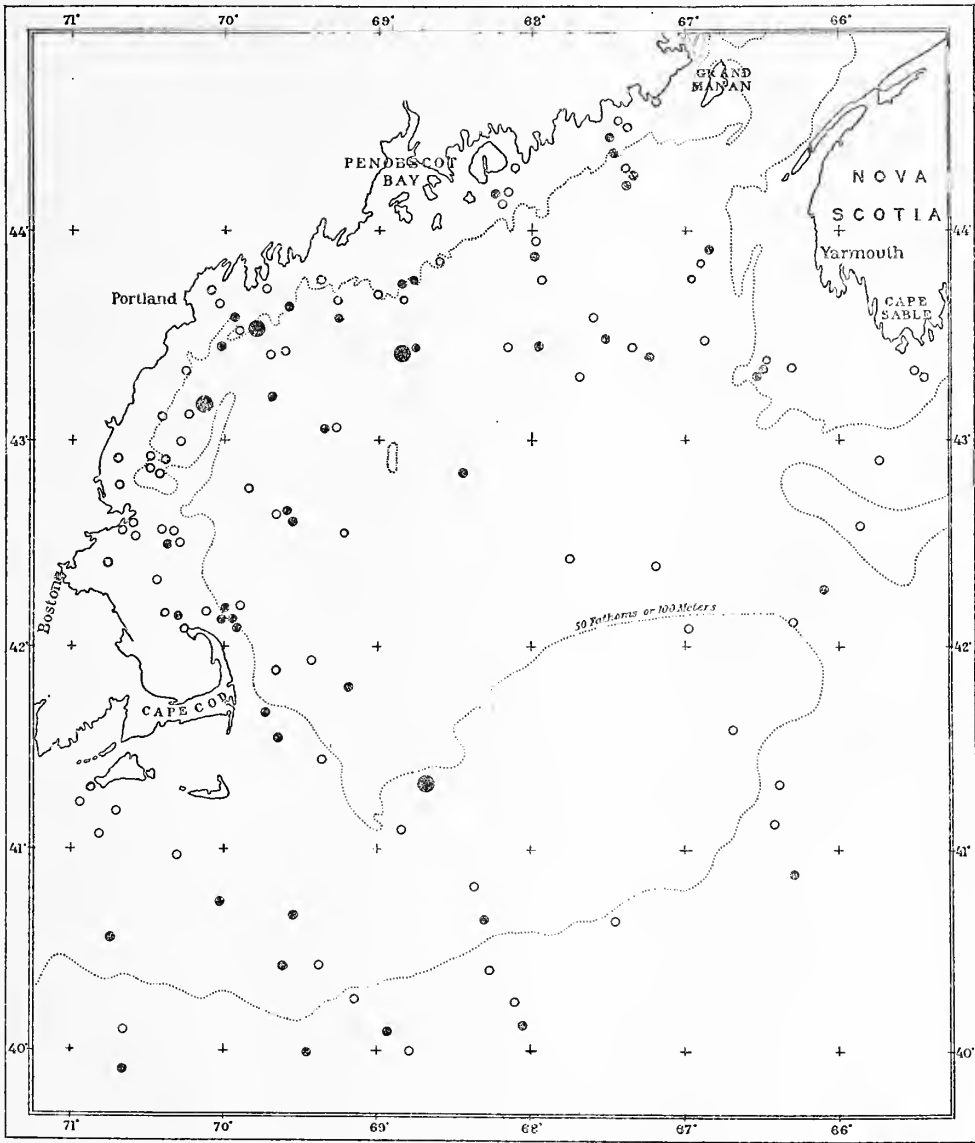 71° 70° 69° 68° 67° 66°
GRAND
MANAN
PENOBSCOT
BAY
NOVA
SCOTIA
44° 44°
Yarmouth
Portland
CAPE
SABLE
43° 43°
Boston
50 Fathoms or 100 Meters
42° 42°
CAPE COD
41° 41°
40° 40°
71° 70° 69° 68° 67° 66°